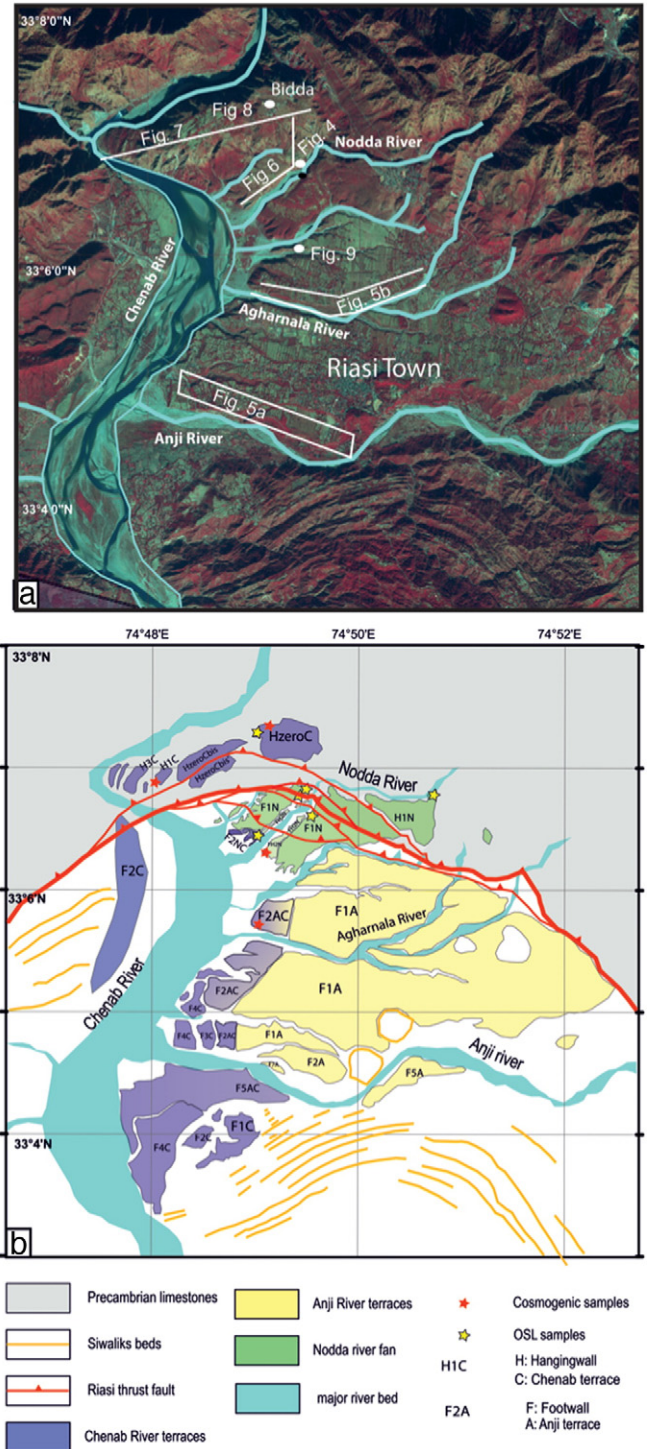 33°8'0"N
Bidda
Fig 8
Fig. 7
Fig. 4
Nodda River
Fig 6
Fig. 9
33°6'0"N
Chenab River
Fig. 5b
Agharnala River
Riasi Town
Fig. 5a
Anji River
33°4'0"N
a
74°48'E 74°50'E 74°52'E
33°8'N
HzeroC
H3C
H1C
HzeroCbis
HzeroCbis
Nodda River
F1N
F1N
H1N
F2NC
F2C
33°6'N
F2AC
F1A
Agharnala River
Chenab River
F2AC
F1A
F4C
F4C F3C F2AC F1A
F2A
F5A
Anji river
F5AC
F1C
F2C
F4C
33°4'N
b
Precambrian limestones
Siwaliks beds
Riasi thrust fault
Chenab River terraces
Anji River terraces
Nodda river fan
major river bed
Cosmogenic samples
OSL samples
H1C
H: Hangingwall
C: Chenab terrace
F2A
F: Footwall
A: Anji terrace